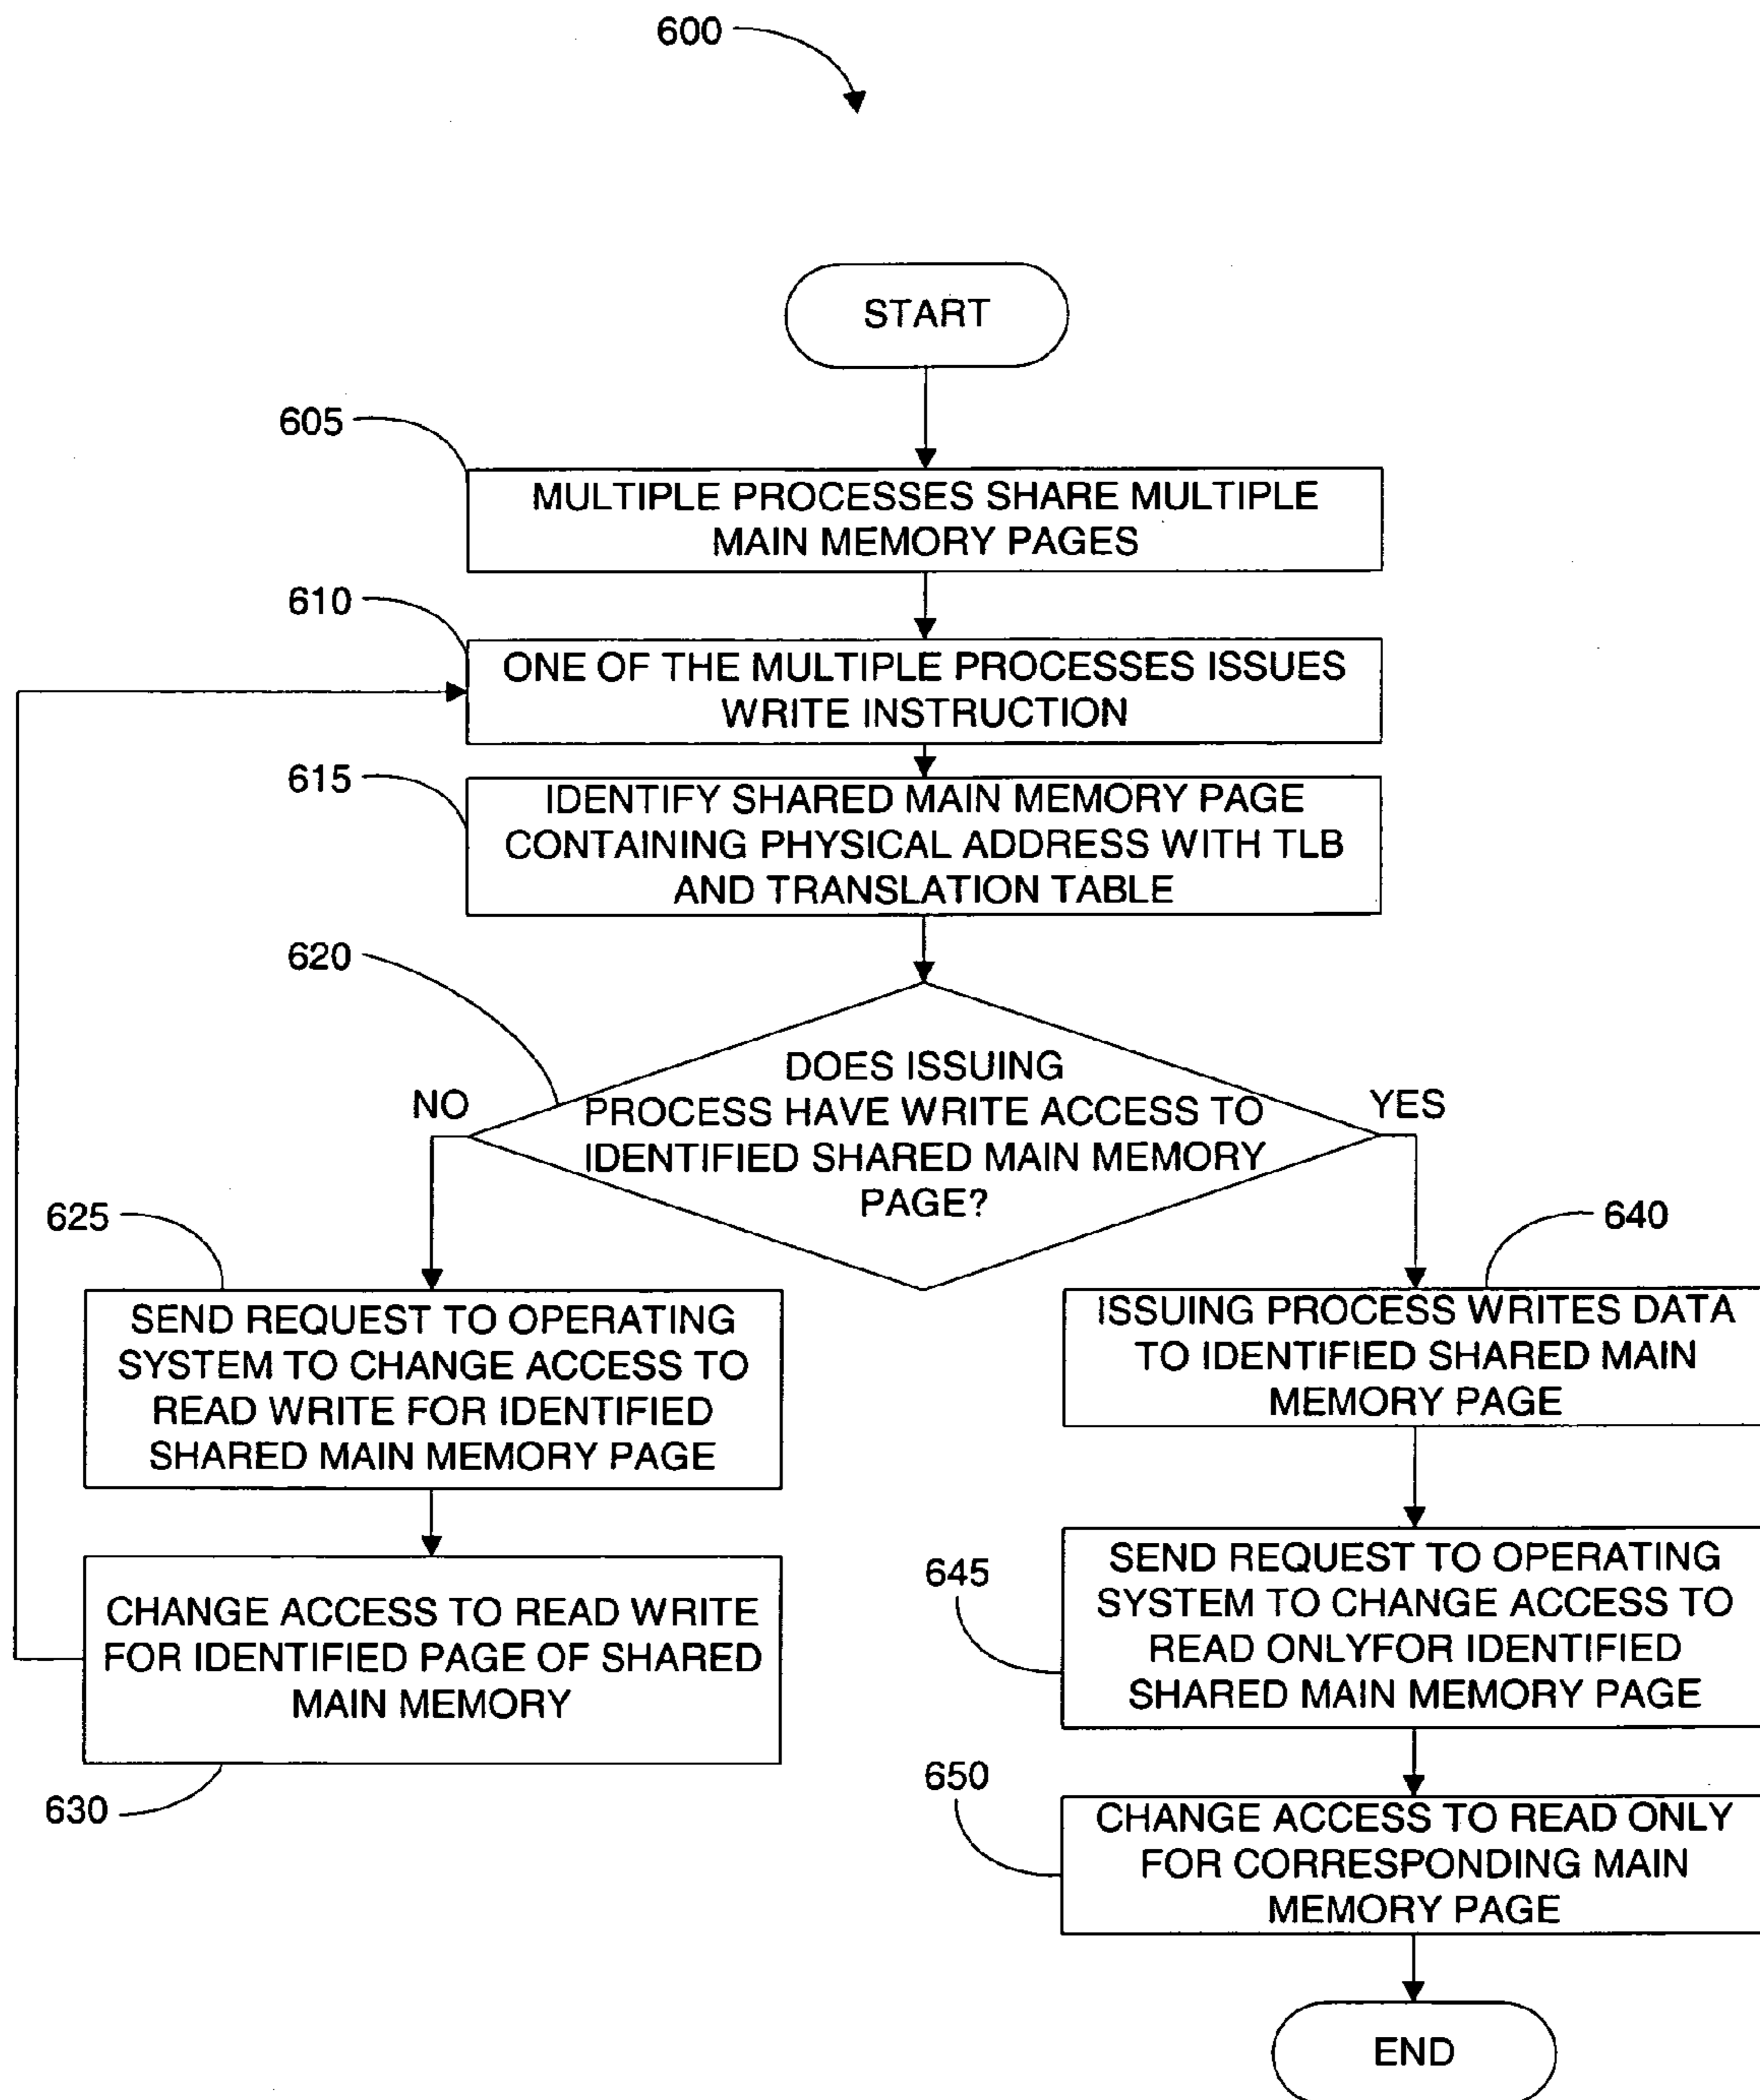 600
START
605
MULTIPLE PROCESSES SHARE MULTIPLE
MAIN MEMORY PAGES
610
ONE OF THE MULTIPLE PROCESSES ISSUES
WRITE INSTRUCTION
615
IDENTIFY SHARED MAIN MEMORY PAGE
CONTAINING PHYSICAL ADDRESS WITH TLB
AND TRANSLATION TABLE
620
DOES ISSUING
PROCESS HAVE WRITE ACCESS TO
IDENTIFIED SHARED MAIN MEMORY
PAGE?
NO
YES
625
SEND REQUEST TO OPERATING
SYSTEM TO CHANGE ACCESS TO
READ WRITE FOR IDENTIFIED
SHARED MAIN MEMORY PAGE
CHANGE ACCESS TO READ WRITE
FOR IDENTIFIED PAGE OF SHARED
MAIN MEMORY
630
640
ISSUING PROCESS WRITES DATA
TO IDENTIFIED SHARED MAIN
MEMORY PAGE
645
SEND REQUEST TO OPERATING
SYSTEM TO CHANGE ACCESS TO
READ ONLYFOR IDENTIFIED
SHARED MAIN MEMORY PAGE
650
CHANGE ACCESS TO READ ONLY
FOR CORRESPONDING MAIN
MEMORY PAGE
END